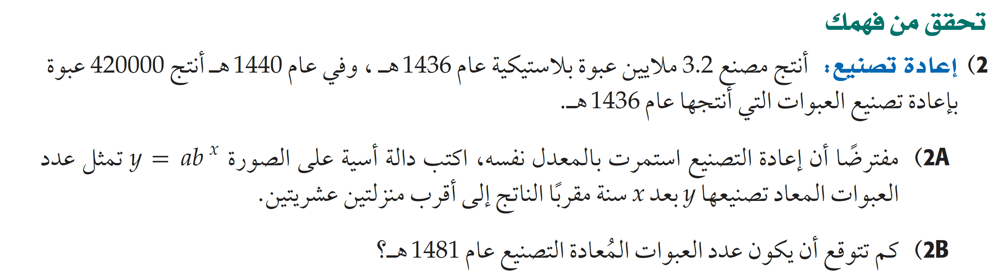 تحقق من فهمك
2) إعادة تصنيع: أنتج مصنع 3.2 ملايين عبوة بلاستيكية عام 1436 هـ ، وفي عام 1440 هـ أنتج 420000 عبوة
بإعادة تصنيع العبوات التي أنتجها عام 1436 هـ.
2A) مفترضًا أن إعادة التصنيع استمرت بالمعدل نفسه، اكتب دالة أسية على الصورة y = ab^x تمثل عدد
العبوات المعاد تصنيعها y بعد x سنة مقربًا الناتج إلى أقرب منزلتين عشريتين.
2B) كم تتوقع أن يكون عدد العبوات المُعادة التصنيع عام 1481 هـ؟